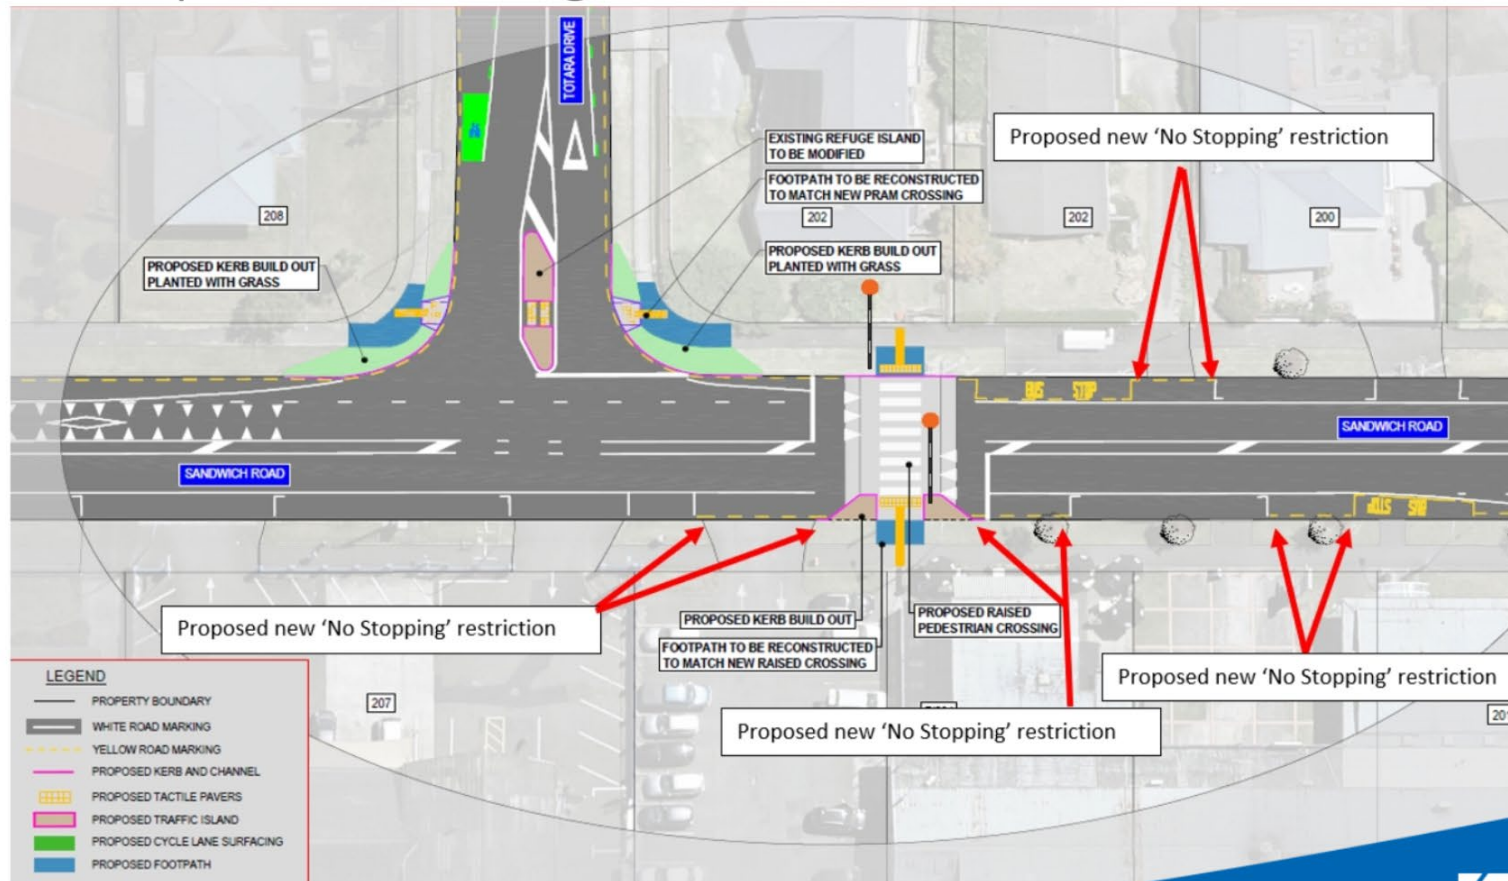 TOTARA DRIVE
EXISTING REFUGE ISLAND
TO BE MODIFIED
Proposed new ‘No Stopping’ restriction
FOOTPATH TO BE RECONSTRUCTED
TO MATCH NEW PRAM CROSSING
208
202
202
200
PROPOSED KERB BUILD OUT
PLANTED WITH GRASS
PROPOSED KERB BUILD OUT
PLANTED WITH GRASS
BUS STOP
SANDWICH ROAD
SANDWICH ROAD
BUS STOP
Proposed new ‘No Stopping’ restriction
PROPOSED KERB BUILD OUT
PROPOSED RAISED
PEDESTRIAN CROSSING
FOOTPATH TO BE RECONSTRUCTED
TO MATCH NEW RAISED CROSSING
Proposed new ‘No Stopping’ restriction
207
Proposed new ‘No Stopping’ restriction
LEGEND
PROPERTY BOUNDARY
WHITE ROAD MARKING
YELLOW ROAD MARKING
PROPOSED KERB AND CHANNEL
PROPOSED TACTILE PAVERS
PROPOSED TRAFFIC ISLAND
PROPOSED CYCLE LANE SURFACING
PROPOSED FOOTPATH